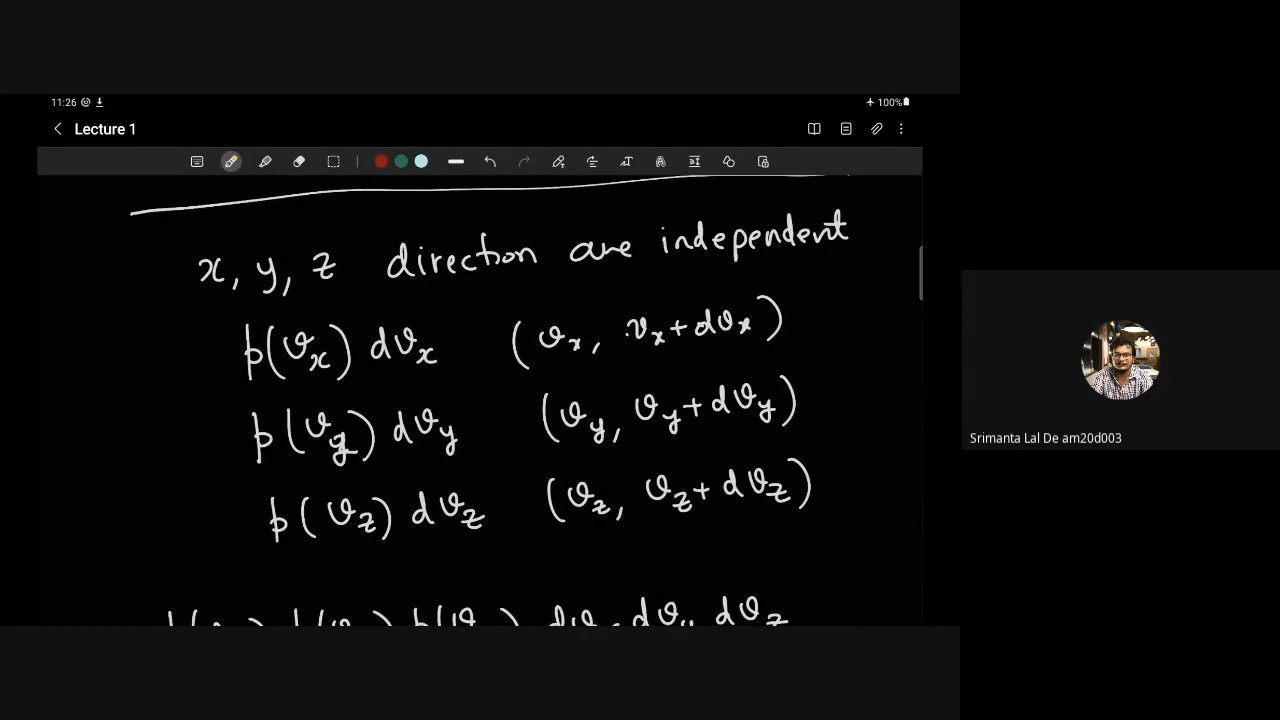 11:26
100%
Lecture 1
x, y, z direction are independent
p(vx) dvx (vx, vx+dvx)
p(vy) dvy (vy, vy+dvy)
p(vz) dvz (vz, vz+dvz)
dvz
Srimanta Lal De am20d003